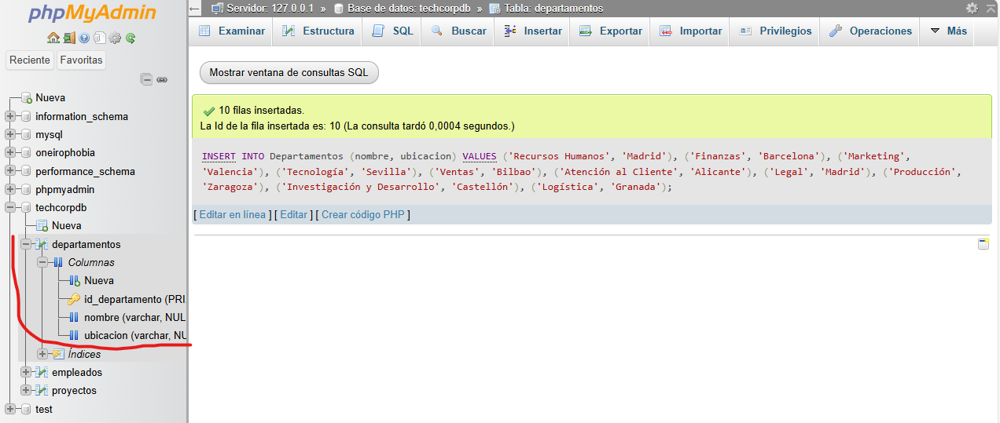 phpMyAdmin
Reciente Favoritas
Nueva
information_schema
mysql
oneirophobia
performance_schema
phpmyadmin
techcorpdb
Nueva
departamentos
Columnas
Nueva
id_departamento (PRI,
nombre (varchar, NUL
ubicacion (varchar, NU
Índices
empleados
proyectos
test
Servidor: 127.0.0.1 » Base de datos: techcorpdb » Tabla: departamentos
Examinar Estructura SQL Buscar Insertar Exportar Importar Privilegios Operaciones Más
Mostrar ventana de consultas SQL
10 filas insertadas.
La Id de la fila insertada es: 10 (La consulta tardó 0,0004 segundos.)
INSERT INTO Departamentos (nombre, ubicacion) VALUES ('Recursos Humanos', 'Madrid'), ('Finanzas', 'Barcelona'), ('Marketing',
'Valencia'), ('Tecnología', 'Sevilla'), ('Ventas', 'Bilbao'), ('Atención al Cliente', 'Alicante'), ('Legal', 'Madrid'), ('Producción',
'Zaragoza'), ('Investigación y Desarrollo', 'Castellón'), ('Logística', 'Granada');
[ Editar en línea ] [ Editar ] [ Crear código PHP ]